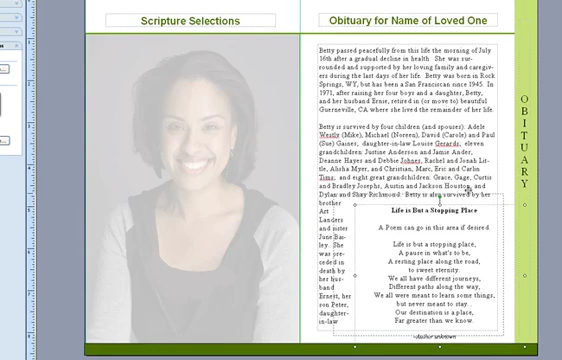 Scripture Selections
Obituary for Name of Loved One
Betty passed peacefully from this life the morning of July
16th after a gradual decline in health. She was sur-
rounded and supported by her loving family and caregiv-
ers during the last days of her life. Betty was born in Rock
Springs, WY, but has been a San Franciscan since 1945. In
1971, after raising her four boys and a daughter, Betty,
and her husband Ernie, retired in (or move to) beautiful
Guerneville, CA where she lived the remainder of her life.
Betty is survived by four children (and spouses): Adele
Westly (Mike), Michael (Noreen), David (Carole) and Paul
(Sue) Gaines, daughter-in-law Louise Gerards, eleven
grandchildren: Justine Anderson and Jamie Ander,
Deanne Hayer and Debbie Johnes, Rachel and Jonah Lit-
tle, Alisha Myer, and Christian, Marc, Eric and Carlin
Tims, and eight great grandchildren: Grace, Gage, Curtis
and Bradley Josephs, Austin and Jackson Houston, and
Dylan and Shay Richmond. Betty is also survived by her
brother
Art
Landers
and sister
June Bai-
ley. She
was pre-
ceded in
death by
her hus-
band
Ernest, her
son Peter,
daughter-
in-law
Life is But a Stopping Place
A Poem can go in this area if desired
Life is but a stopping place,
A pause in what's to be,
A resting place along the road,
to sweet eternity.
We all have different journeys,
Different paths along the way,
We all were meant to learn some things,
but never meant to stay...
Our destination is a place,
Far greater than we know.
-Author unknown
OBITUARY